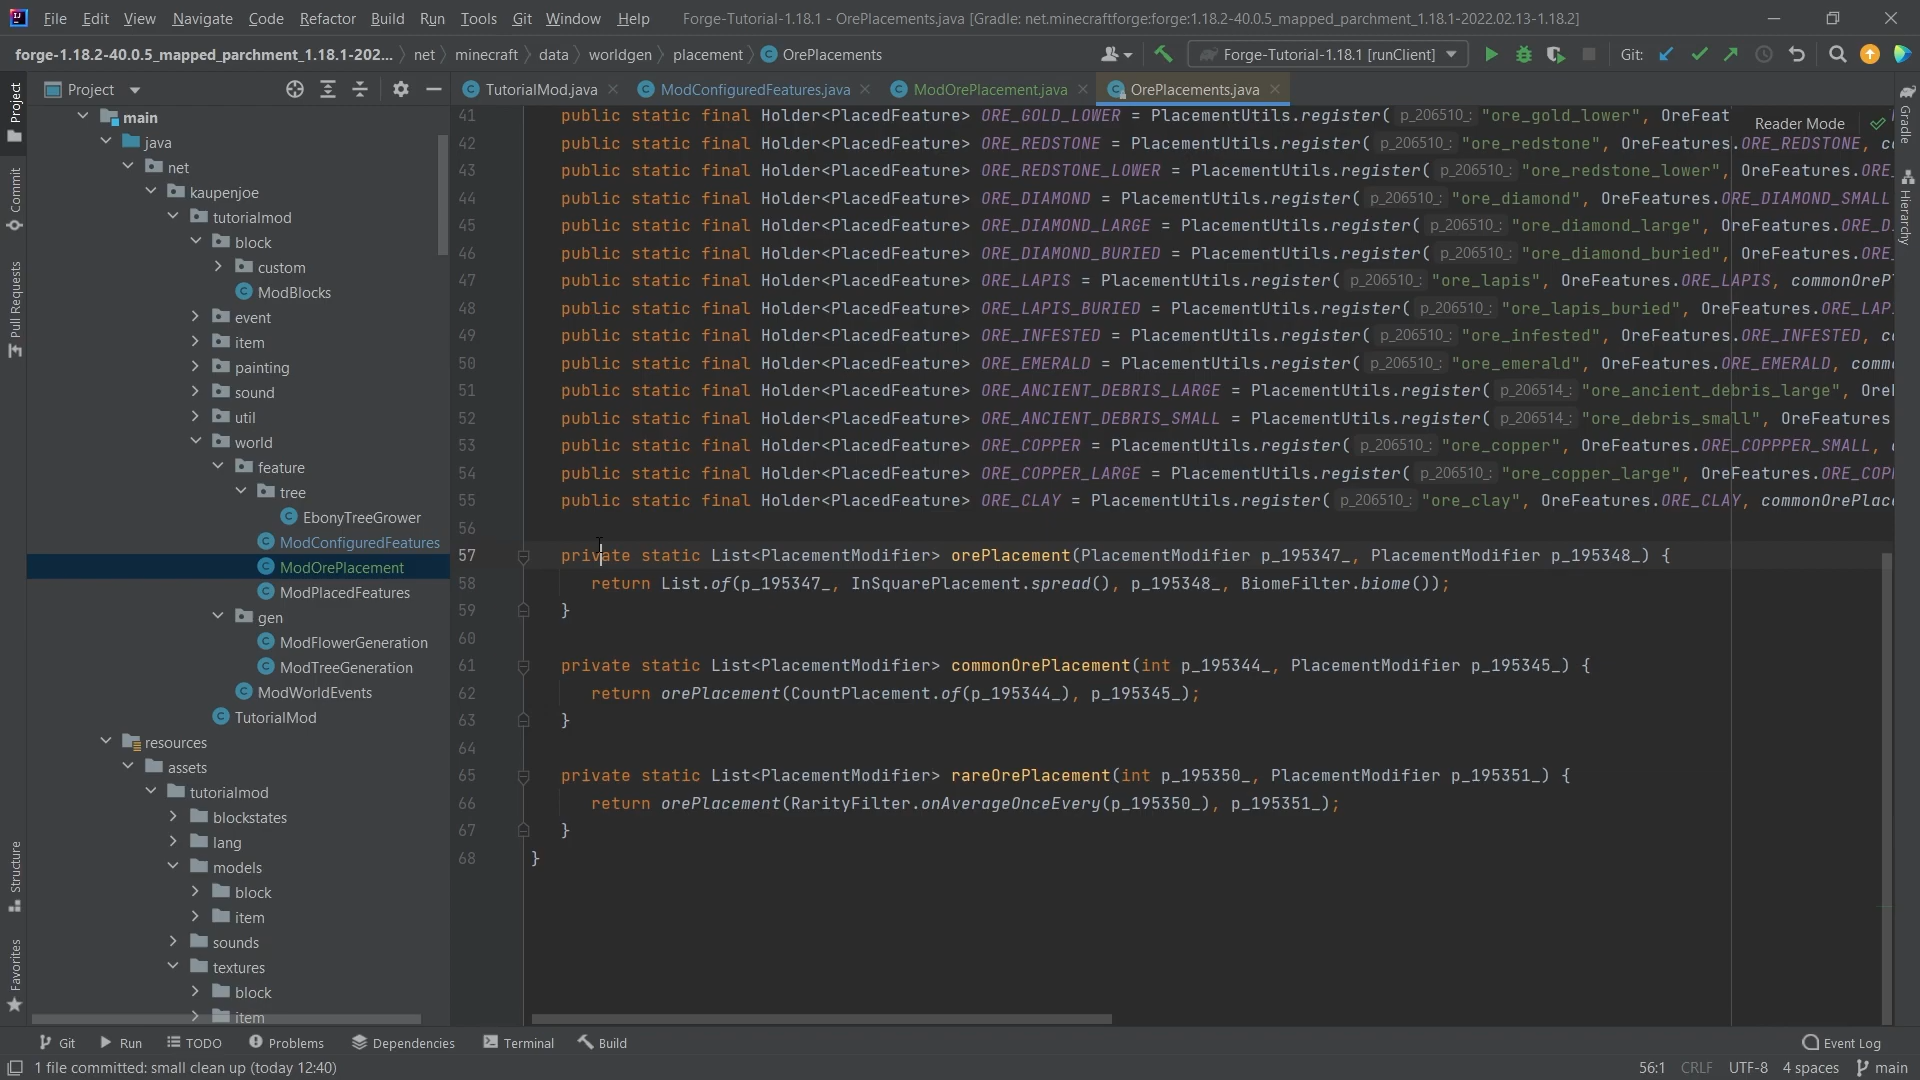 File Edit View Navigate Code Refactor Build Run Tools Git Window Help Forge-Tutorial-1.18.1 - OrePlacements.java [Gradle: net.minecraftforge:forge:1.18.2-40.0.5_mapped_parchment_1.18.1-2022.02.13-1.18.2]
forge-1.18.2-40.0.5_mapped_parchment_1.18.1-202... net minecraft data worldgen placement OrePlacements Forge-Tutorial-1.18.1 [runClient] Git:
Project
TutorialMod.java ModConfiguredFeatures.java ModOrePlacement.java OrePlacements.java
Reader Mode
main
java
net
kaupenjoe
tutorialmod
block
custom
ModBlocks
event
item
painting
sound
util
world
feature
tree
EbonyTreeGrower
ModConfiguredFeatures
ModOrePlacement
ModPlacedFeatures
gen
ModFlowerGeneration
ModTreeGeneration
ModWorldEvents
TutorialMod
resources
assets
tutorialmod
blockstates
lang
models
block
item
sounds
textures
block
item
41 public static final Holder<PlacedFeature> ORE_GOLD_LOWER = PlacementUtils.register( p_206510_: "ore_gold_lower", OreFeat
42 public static final Holder<PlacedFeature> ORE_REDSTONE = PlacementUtils.register( p_206510_: "ore_redstone", OreFeatures.ORE_REDSTONE, co
43 public static final Holder<PlacedFeature> ORE_REDSTONE_LOWER = PlacementUtils.register( p_206510_: "ore_redstone_lower", OreFeatures.ORE_
44 public static final Holder<PlacedFeature> ORE_DIAMOND = PlacementUtils.register( p_206510_: "ore_diamond", OreFeatures.ORE_DIAMOND_SMALL
45 public static final Holder<PlacedFeature> ORE_DIAMOND_LARGE = PlacementUtils.register( p_206510_: "ore_diamond_large", OreFeatures.ORE_D
46 public static final Holder<PlacedFeature> ORE_DIAMOND_BURIED = PlacementUtils.register( p_206510_: "ore_diamond_buried", OreFeatures.ORE_
47 public static final Holder<PlacedFeature> ORE_LAPIS = PlacementUtils.register( p_206510_: "ore_lapis", OreFeatures.ORE_LAPIS, commonOreP
48 public static final Holder<PlacedFeature> ORE_LAPIS_BURIED = PlacementUtils.register( p_206510_: "ore_lapis_buried", OreFeatures.ORE_LAP
49 public static final Holder<PlacedFeature> ORE_INFESTED = PlacementUtils.register( p_206510_: "ore_infested", OreFeatures.ORE_INFESTED, co
50 public static final Holder<PlacedFeature> ORE_EMERALD = PlacementUtils.register( p_206510_: "ore_emerald", OreFeatures.ORE_EMERALD, comm
51 public static final Holder<PlacedFeature> ORE_ANCIENT_DEBRIS_LARGE = PlacementUtils.register( p_206514_: "ore_ancient_debris_large", Ore
52 public static final Holder<PlacedFeature> ORE_ANCIENT_DEBRIS_SMALL = PlacementUtils.register( p_206514_: "ore_debris_small", OreFeatures
53 public static final Holder<PlacedFeature> ORE_COPPER = PlacementUtils.register( p_206510_: "ore_copper", OreFeatures.ORE_COPPPER_SMALL, c
54 public static final Holder<PlacedFeature> ORE_COPPER_LARGE = PlacementUtils.register( p_206510_: "ore_copper_large", OreFeatures.ORE_COP
55 public static final Holder<PlacedFeature> ORE_CLAY = PlacementUtils.register( p_206510_: "ore_clay", OreFeatures.ORE_CLAY, commonOrePlac
56
57 private static List<PlacementModifier> orePlacement(PlacementModifier p_195347_, PlacementModifier p_195348_) {
58 return List.of(p_195347_, InSquarePlacement.spread(), p_195348_, BiomeFilter.biome());
59 }
60
61 private static List<PlacementModifier> commonOrePlacement(int p_195344_, PlacementModifier p_195345_) {
62 return orePlacement(CountPlacement.of(p_195344_), p_195345_);
63 }
64
65 private static List<PlacementModifier> rareOrePlacement(int p_195350_, PlacementModifier p_195351_) {
66 return orePlacement(RarityFilter.onAverageOnceEvery(p_195350_), p_195351_);
67 }
68 }
Project
Commit
Pull Requests
Structure
Favorites
Gradle
Hierarchy
Git Run TODO Problems Dependencies Terminal Build Event Log
1 file committed: small clean up (today 12:40) 56:1 CRLF UTF-8 4 spaces main